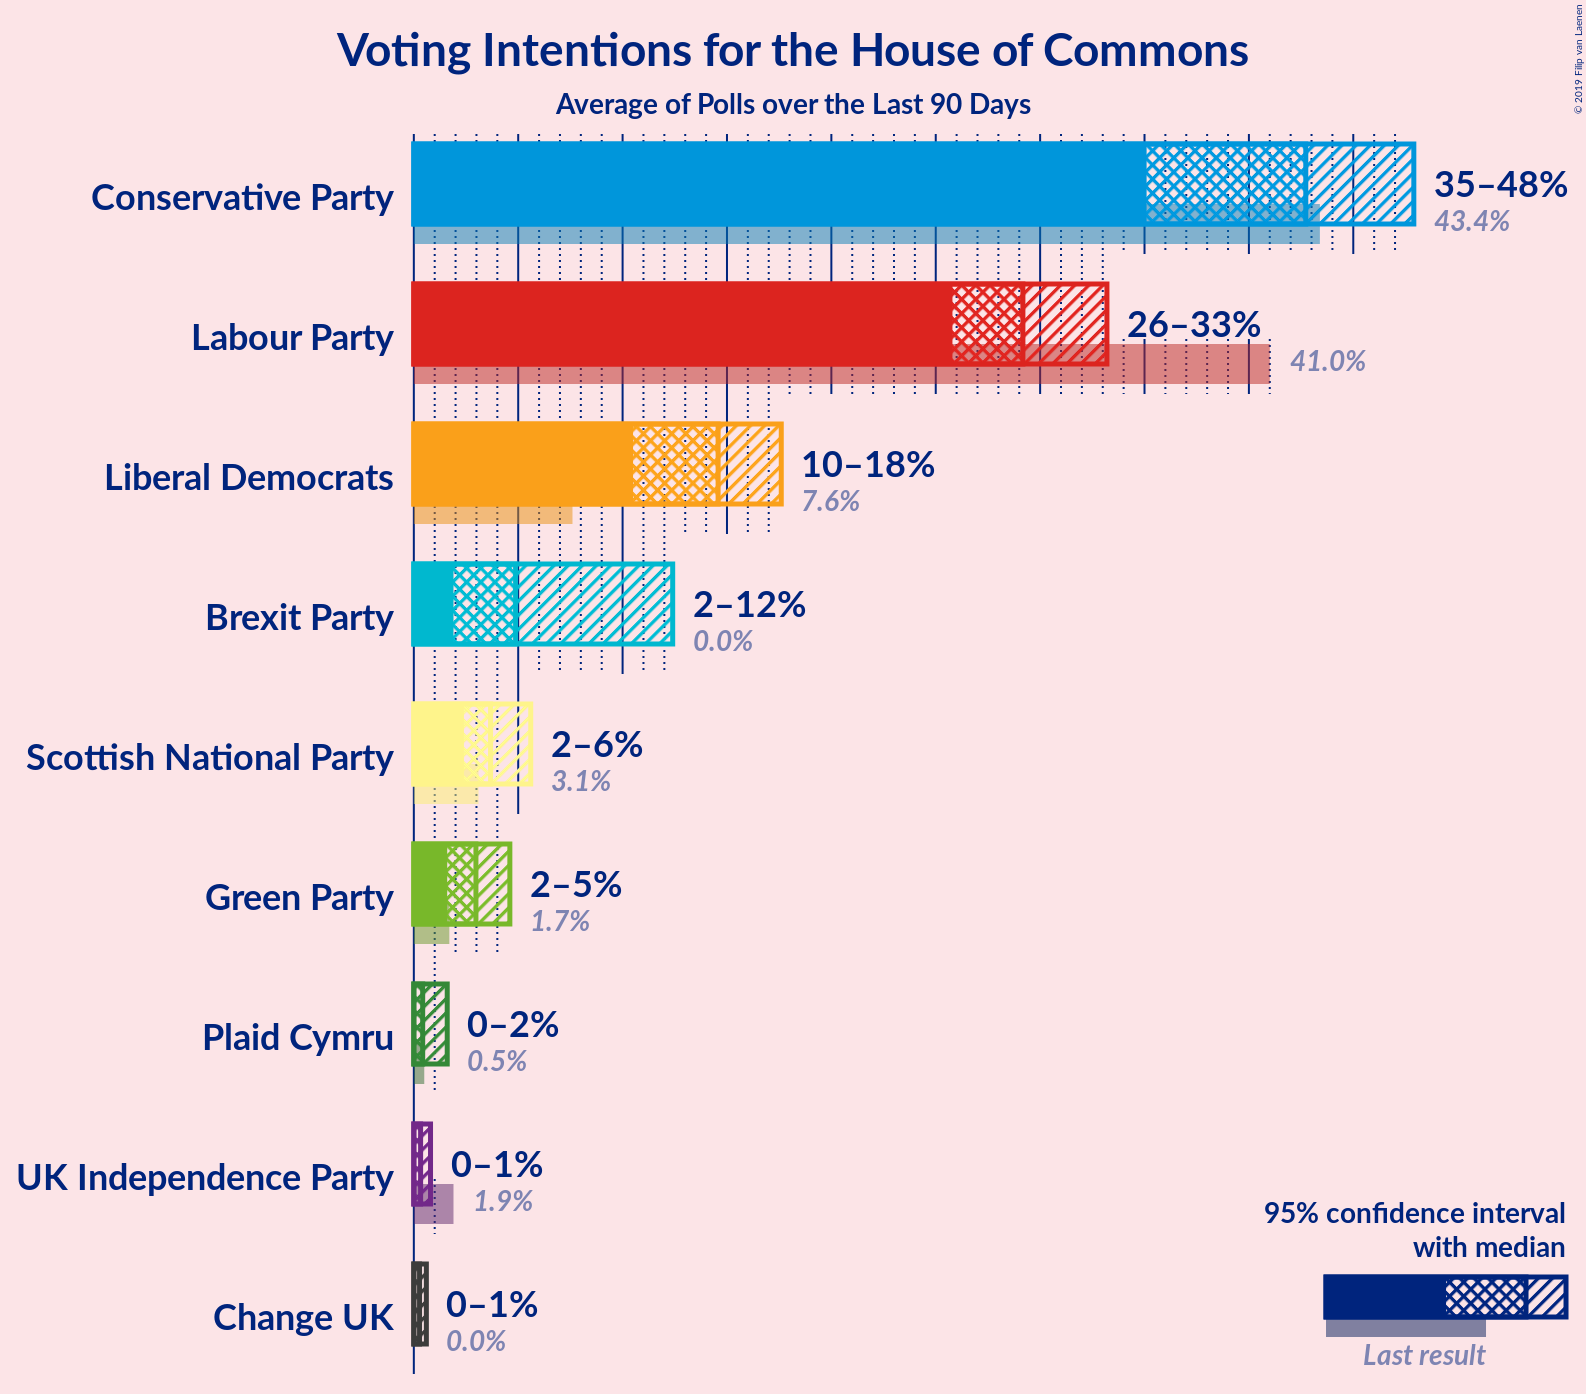 Voting Intentions for the House of Commons
Average of Polls over the Last 90 Days
© 2019 Filip van Laenen
Conservative Party
35–48%
43.4%
Labour Party
26–33%
41.0%
Liberal Democrats
10–18%
7.6%
Brexit Party
2–12%
0.0%
Scottish National Party
2–6%
3.1%
Green Party
2–5%
1.7%
Plaid Cymru
0–2%
0.5%
UK Independence Party
0–1%
1.9%
Change UK
0–1%
0.0%
95% confidence interval
with median
Last result